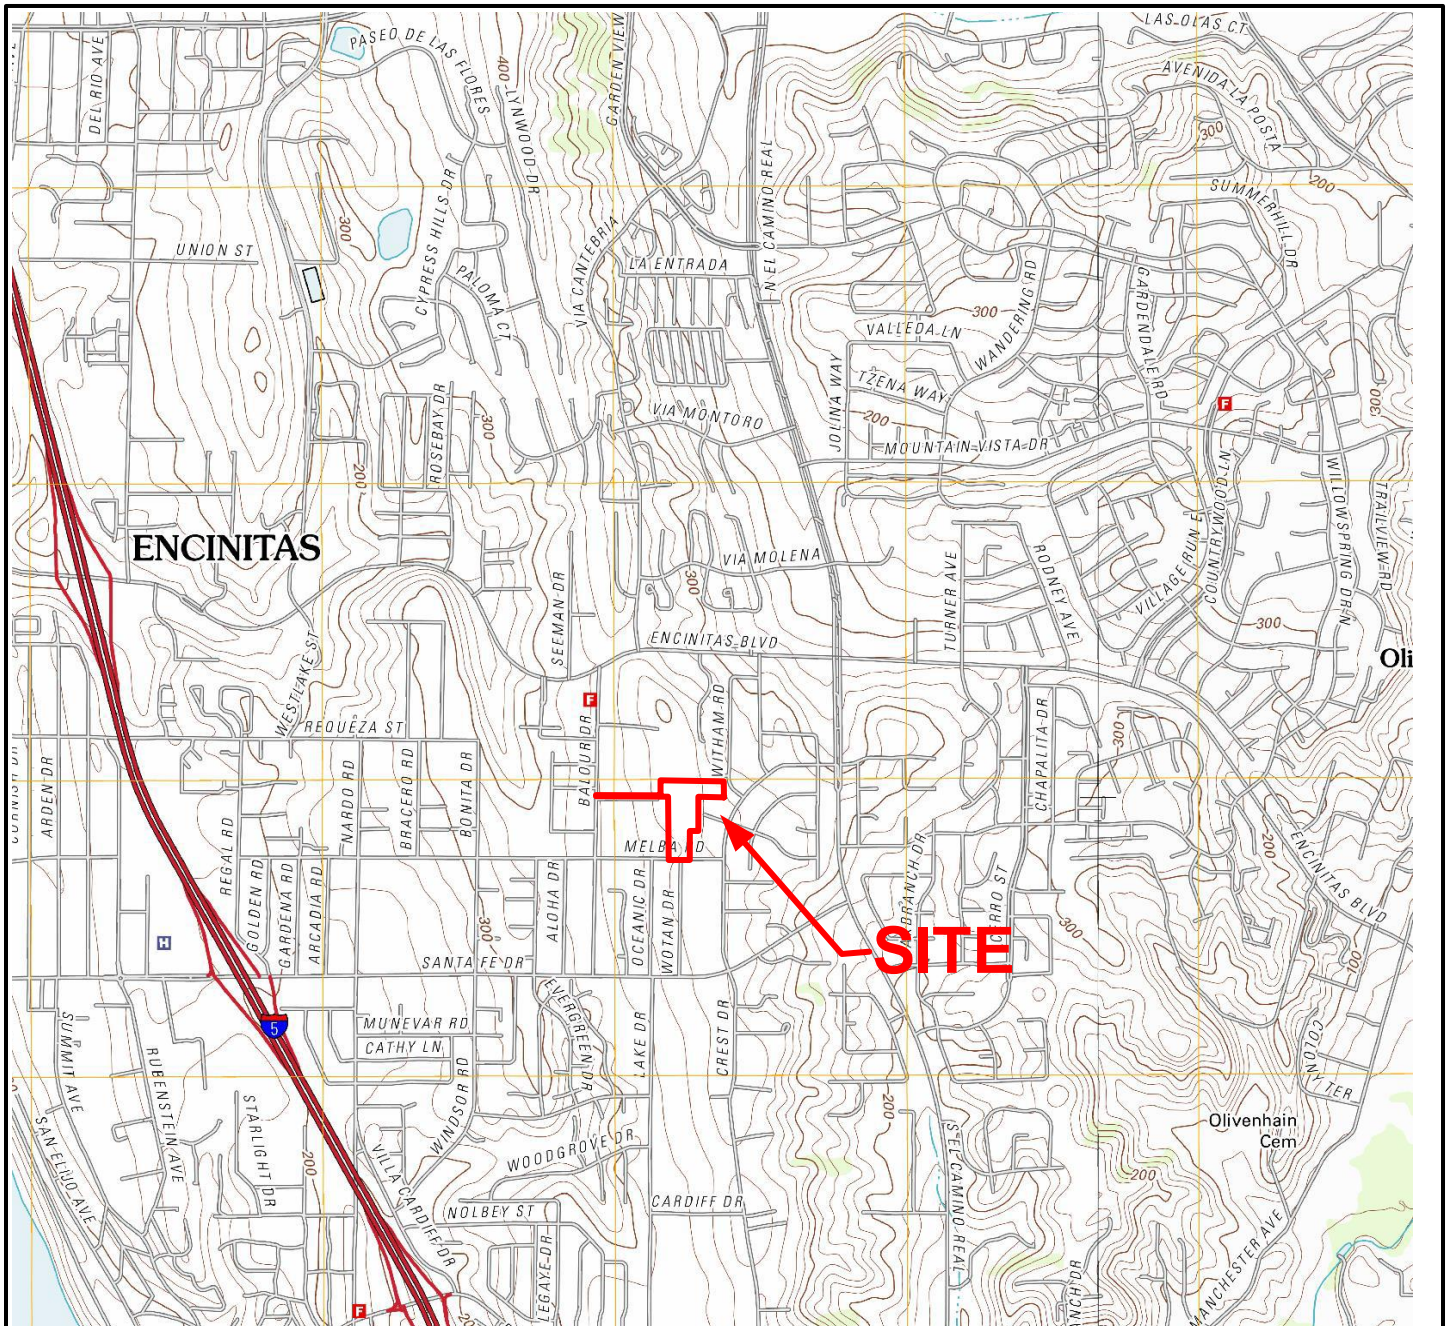 LAS OLAS CT
PASEO DE LAS FLORES
DEL RIO AVE
400
LYNWOOD DR
GARDEN VIEW
AVENIDA LA POSTA
300
200
SUMMERHILL DR
CYPRESS HILLS DR
300
UNION ST
N EL CAMINO REAL
VIA CANTEBRIA
LA ENTRADA
PALOMA CT
WANDERING RD
GARDENDALE RD
300
VALLEDA LN
JOLINA WAY
TZENA WAY
200
ROSEBAY DR
300
VIA MONTORO
F
300
MOUNTAIN VISTA DR
200
COUNTRYWOOD LN
WILLOWSPRING DR N
TRAILVIEW RD
ENCINITAS
VIA MOLENA
300
SEEMAN DR
TURNER AVE
RODNEY AVE
VILLAGE RUN E
300
ENCINITAS BLVD
Oli
WESTLAKE ST
F
WITHAM RD
REQUEZA ST
BALOUR DR
CHAPALITA DR
300
ARDEN DR
NARDO RD
BRACERO RD
BONITA DR
MELBA RD
REGAL RD
GOLDEN RD
GARDENA RD
ARCADIA RD
ALOHA DR
OCEANIC DR
WOTAN DR
CERRO ST
200
ENCINITAS BLVD
300
300
H
SITE
SANTA FE DR
100
EVERGREEN DR
5
MUNEVAR RD
CATHY LN
LAKE DR
CREST DR
SUMMIT AVE
RUBENSTEIN AVE
WINDSOR RD
COLONY TER
200
STARLIGHT DR
Olivenhain
Cem
SAN ELIJO AVE
200
VILLA CARDIFF DR
WOODGROVE DR
S EL CAMINO REAL
200
CARDIFF DR
NOLBEY ST
LEGAYE DR
MANCHESTER AVE
F